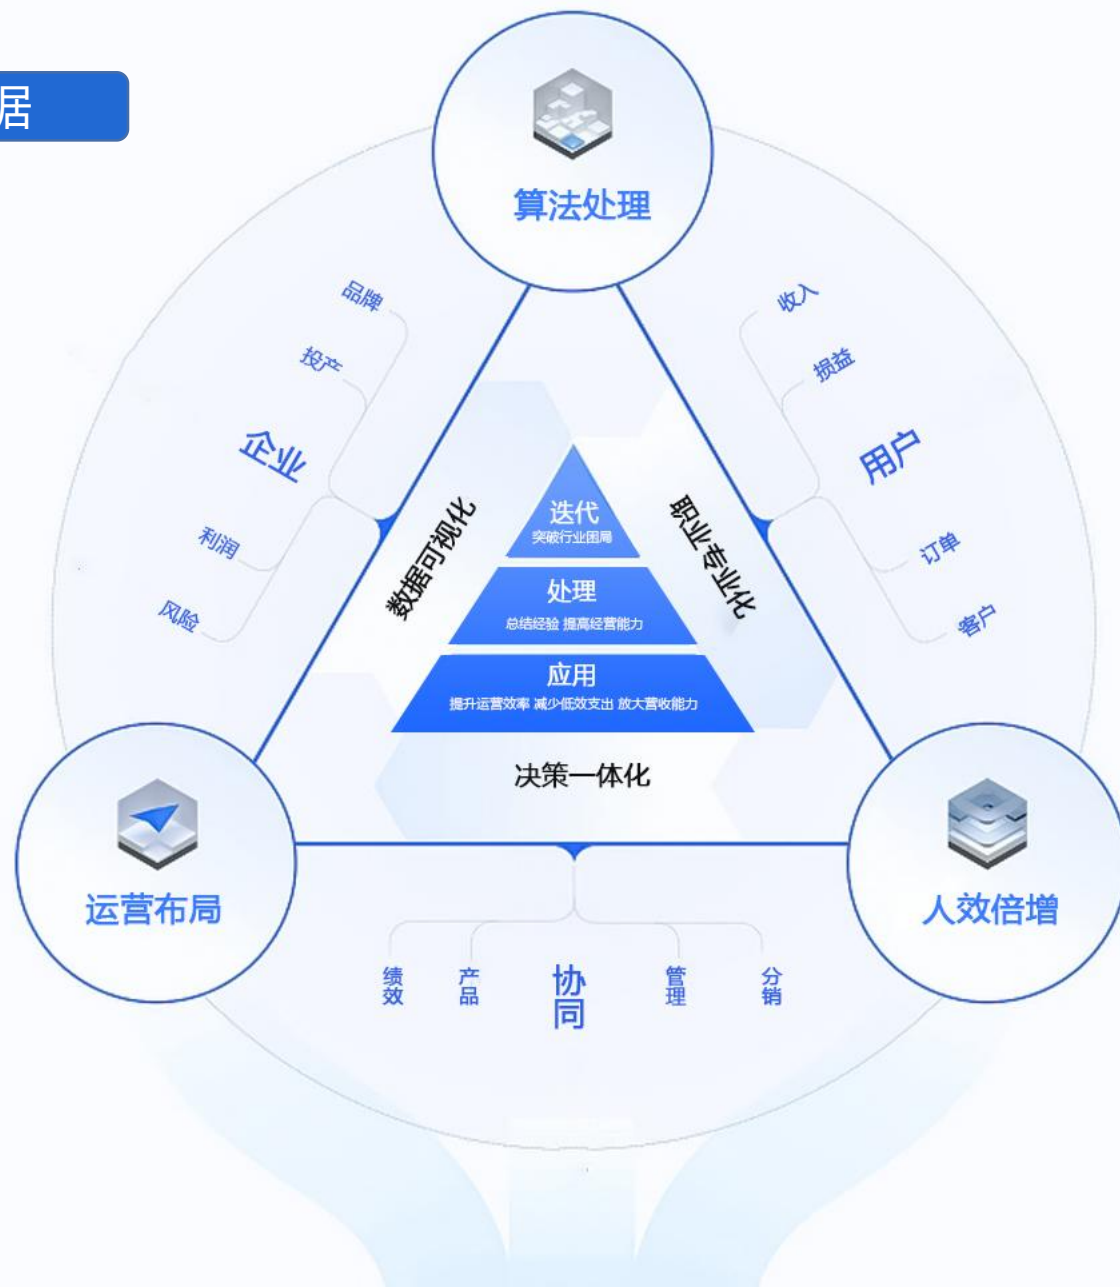 居
算法处理
品牌
投产
企业
利润
风险
收入
损益
用户
订单
客户
数据可视化
职业专业化
迭代
突破行业困局
处理
总结经验 提高经营能力
应用
提升运营效率 减少低效支出 放大营收能力
决策一体化
运营布局
人效倍增
绩效
产品
协同
管理
分销